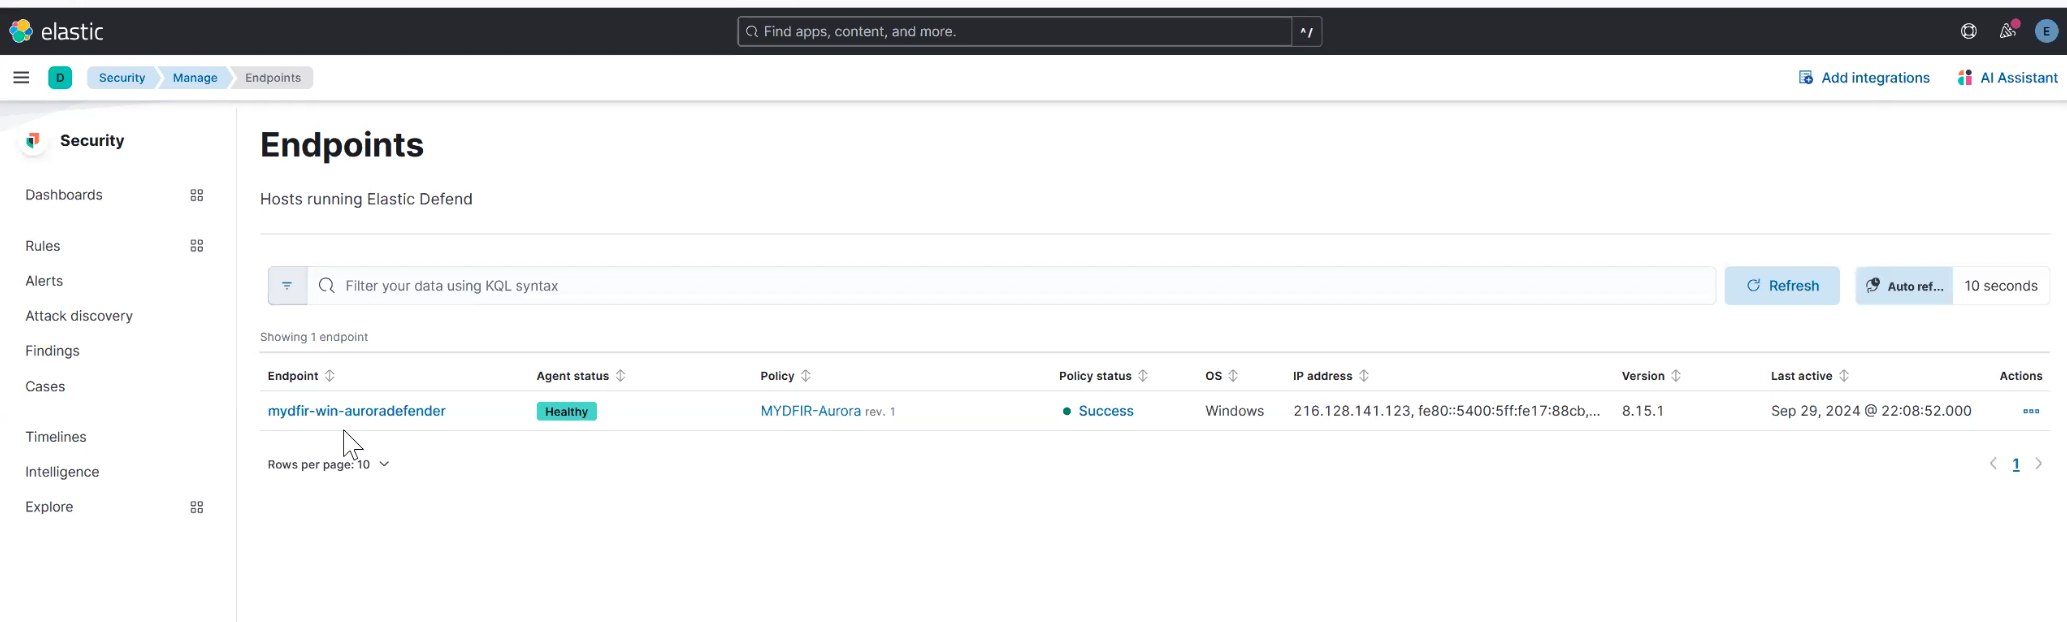 elastic
Find apps, content, and more.
^/
E
D
Security
Manage
Endpoints
Add integrations
AI Assistant
Security
Dashboards
Rules
Alerts
Attack discovery
Findings
Cases
Timelines
Intelligence
Explore
Endpoints
Hosts running Elastic Defend
Filter your data using KQL syntax
Refresh
Auto ref...
10 seconds
Showing 1 endpoint
Endpoint Agent status Policy Policy status OS IP address Version Last active Actions
mydfir-win-auroradefender Healthy MYDFIR-Aurora rev. 1 Success Windows 216.128.141.123, fe80::5400:5ff:fe17:88cb,... 8.15.1 Sep 29, 2024 @ 22:08:52.000
Rows per page: 10
1